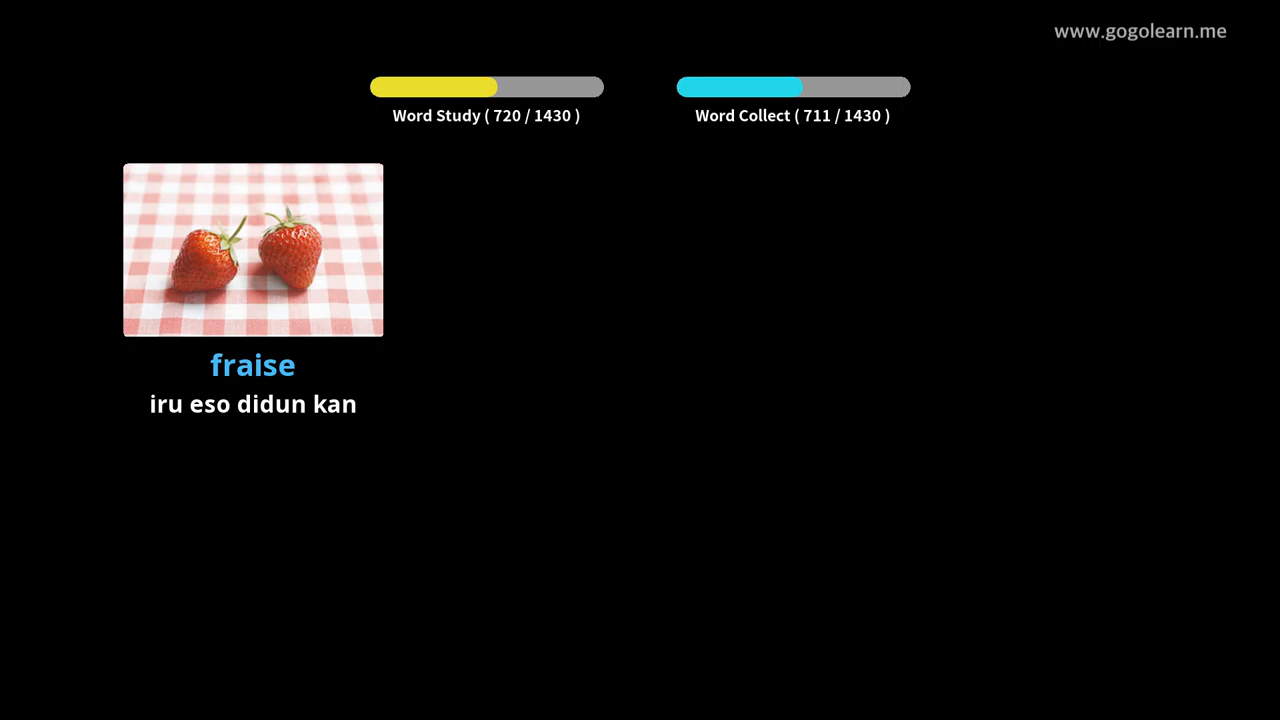 www.gogolearn.me
Word Study ( 720 / 1430 )
Word Collect ( 711 / 1430 )
fraise
iru eso didun kan